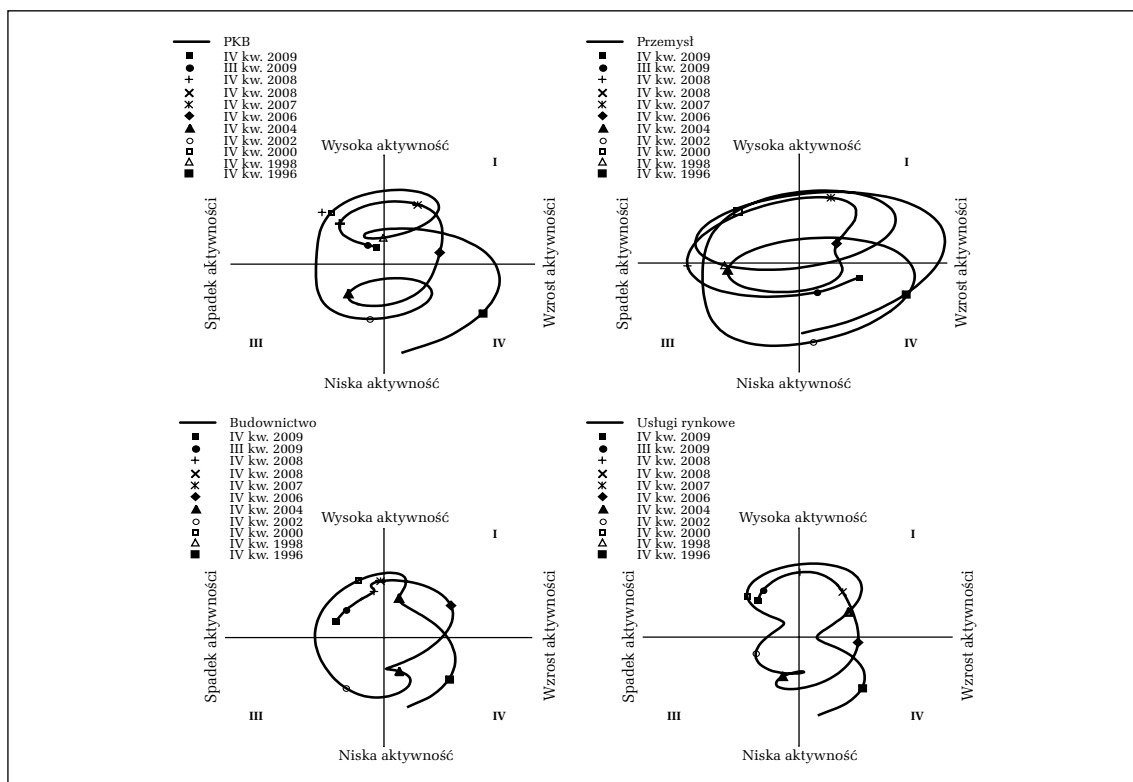 PKB
IV kw. 2009
III kw. 2009
IV kw. 2008
IV kw. 2008
IV kw. 2007
IV kw. 2006
IV kw. 2004
IV kw. 2002
IV kw. 2000
IV kw. 1998
IV kw. 1996
Wysoka aktywność
I
Spadek aktywności
Wzrost aktywności
III
IV
Niska aktywność
Przemysł
IV kw. 2009
III kw. 2009
IV kw. 2008
IV kw. 2008
IV kw. 2007
IV kw. 2006
IV kw. 2004
IV kw. 2002
IV kw. 2000
IV kw. 1998
IV kw. 1996
Wysoka aktywność
I
Spadek aktywności
Wzrost aktywności
III
IV
Niska aktywność
Budownictwo
IV kw. 2009
III kw. 2009
IV kw. 2008
IV kw. 2008
IV kw. 2007
IV kw. 2006
IV kw. 2004
IV kw. 2002
IV kw. 2000
IV kw. 1998
IV kw. 1996
Wysoka aktywność
I
Spadek aktywności
Wzrost aktywności
III
IV
Niska aktywność
Usługi rynkowe
IV kw. 2009
III kw. 2009
IV kw. 2008
IV kw. 2008
IV kw. 2007
IV kw. 2006
IV kw. 2004
IV kw. 2002
IV kw. 2000
IV kw. 1998
IV kw. 1996
Wysoka aktywność
I
Spadek aktywności
Wzrost aktywności
III
IV
Niska aktywność